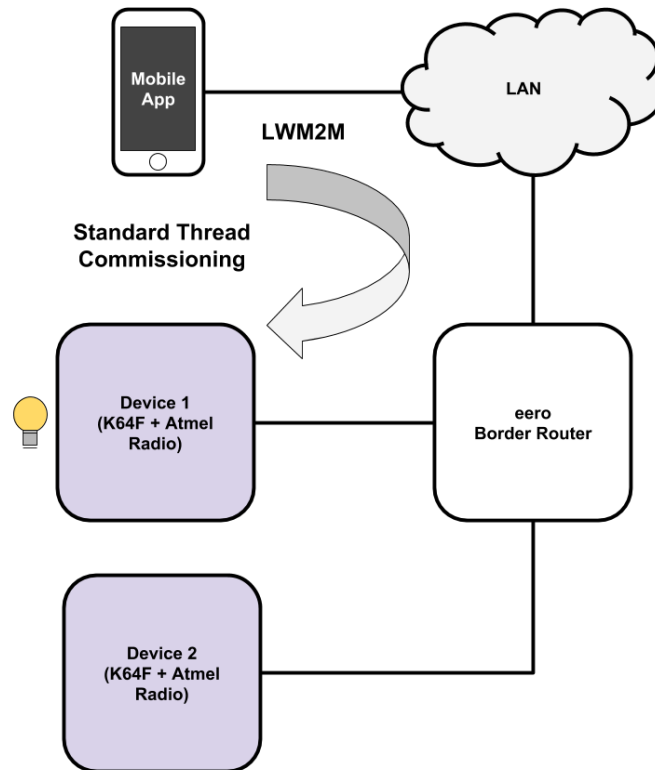 Mobile
App
LAN
LWM2M
Standard Thread
Commissioning
Device 1
(K64F + Atmel
Radio)
eero
Border Router
Device 2
(K64F + Atmel
Radio)